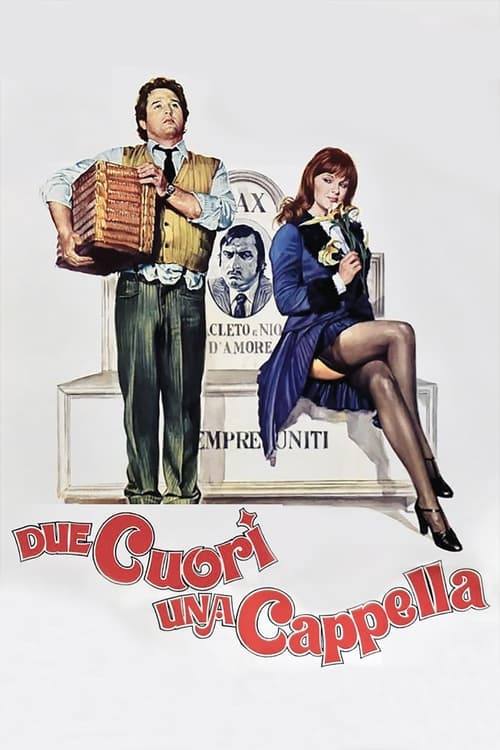 AX
CLETO e NIO
D'AMORE
EMPRE UNITI
DUE Cuori
UNA Cappella